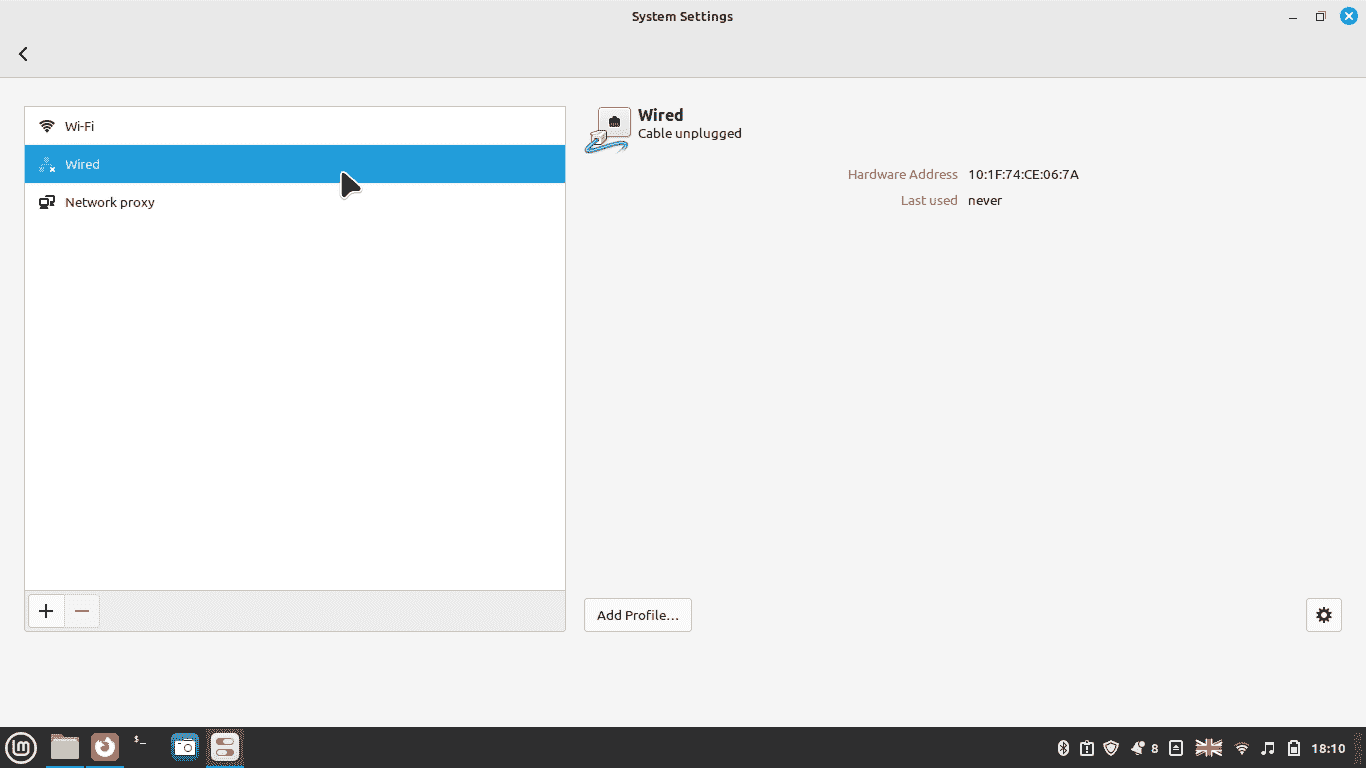 System Settings
Wi-Fi
Wired
Network proxy
Wired
Cable unplugged
Hardware Address 10:1F:74:CE:06:7A
Last used never
Add Profile...
$_
8
18:10